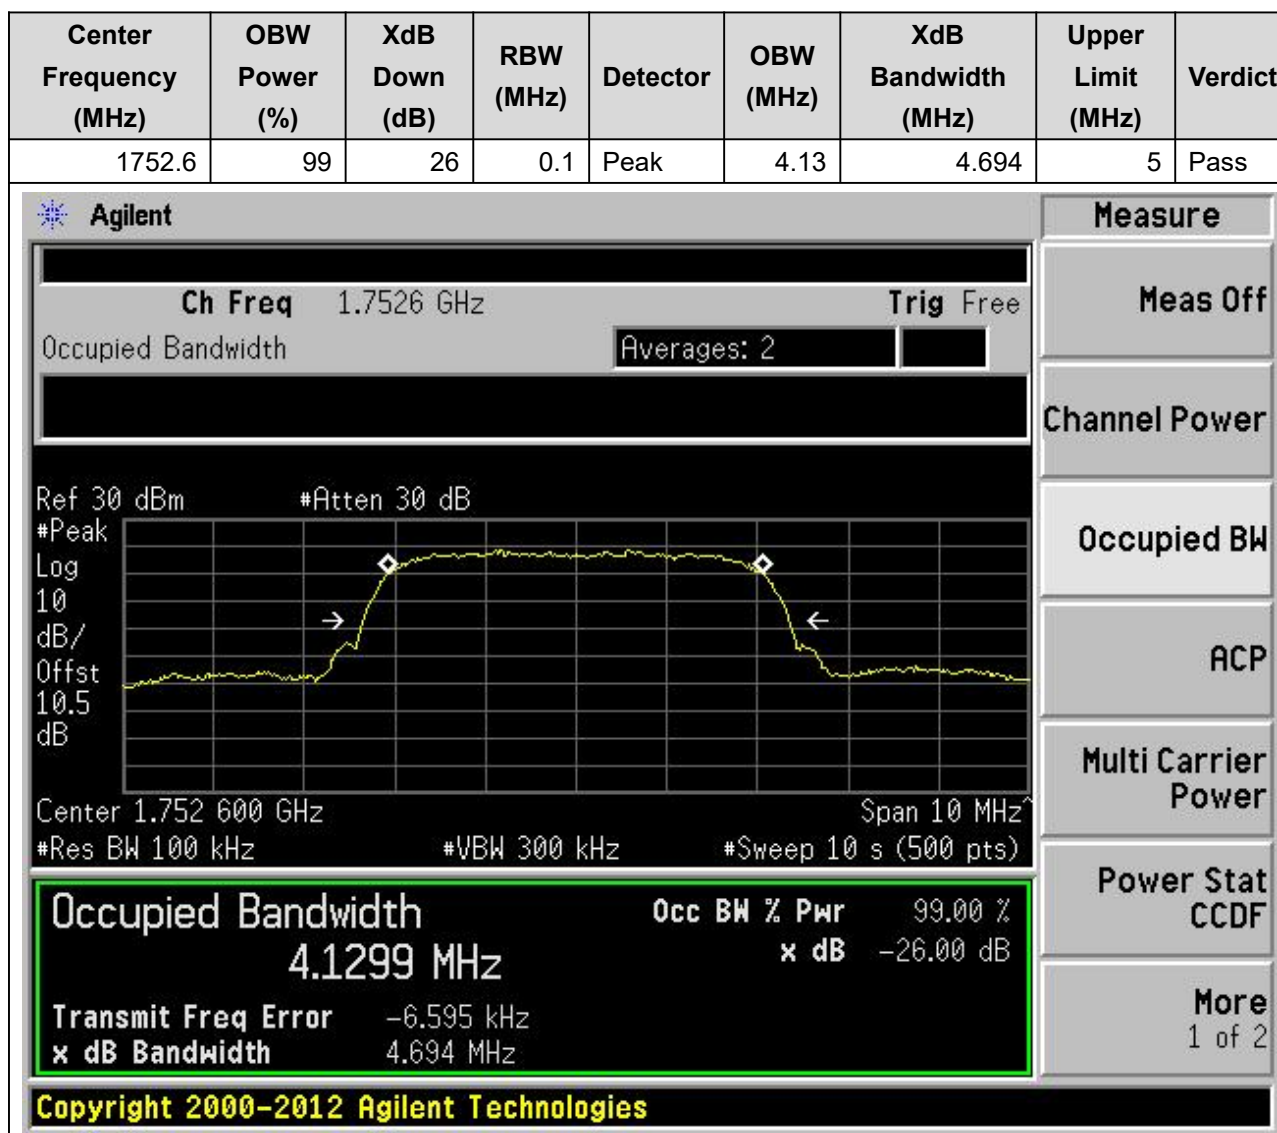 Center Frequency (MHz) OBW Power (%) XdB Down (dB) RBW (MHz) Detector OBW (MHz) XdB Bandwidth (MHz) Upper Limit (MHz) Verdict
1752.6 99 26 0.1 Peak 4.13 4.694 5 Pass
Agilent
Measure
Ch Freq 1.7526 GHz Trig Free
Meas Off
Occupied Bandwidth Averages: 2
Channel Power
Ref 30 dBm #Atten 30 dB
#Peak
Log
10
dB/
Offst
10.5
dB
Occupied BW
ACP
Multi Carrier
Power
Center 1.752 600 GHz Span 10 MHz^
#Res BW 100 kHz #VBW 300 kHz #Sweep 10 s (500 pts)
Power Stat
CCDF
Occupied Bandwidth Occ BW % Pwr 99.00 %
4.1299 MHz x dB -26.00 dB
Transmit Freq Error -6.595 kHz
x dB Bandwidth 4.694 MHz
More
1 of 2
Copyright 2000-2012 Agilent Technologies